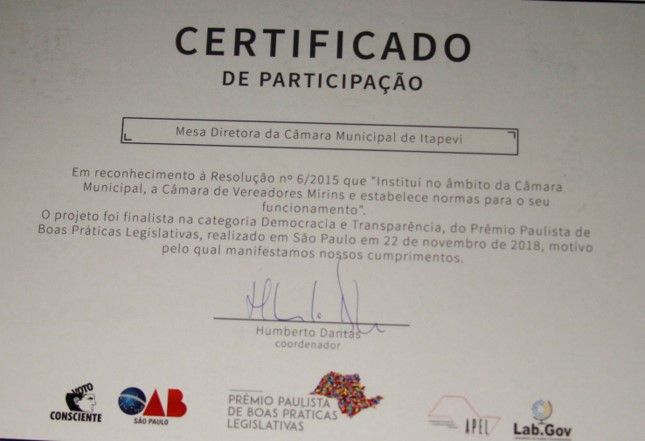 CERTIFICADO
DE PARTICIPAÇÃO
Mesa Diretora da Câmara Municipal de Itapevi
Em reconhecimento à Resolução nº 6/2015 que "Institui no âmbito da Câmara
Municipal, a Câmara de Vereadores Mirins e estabelece normas para o seu
funcionamento".
O projeto foi finalista na categoria Democracia e Transparência, do Prêmio Paulista de
Boas Práticas Legislativas, realizado em São Paulo em 22 de novembro de 2018, motivo
pelo qual manifestamos nossos cumprimentos.
Humberto Dantas
coordenador
VOTO
CONSCIENTE
OAB
SÃO PAULO
PRÊMIO PAULISTA
DE BOAS PRÁTICAS
LEGISLATIVAS
APEL
Lab.Gov